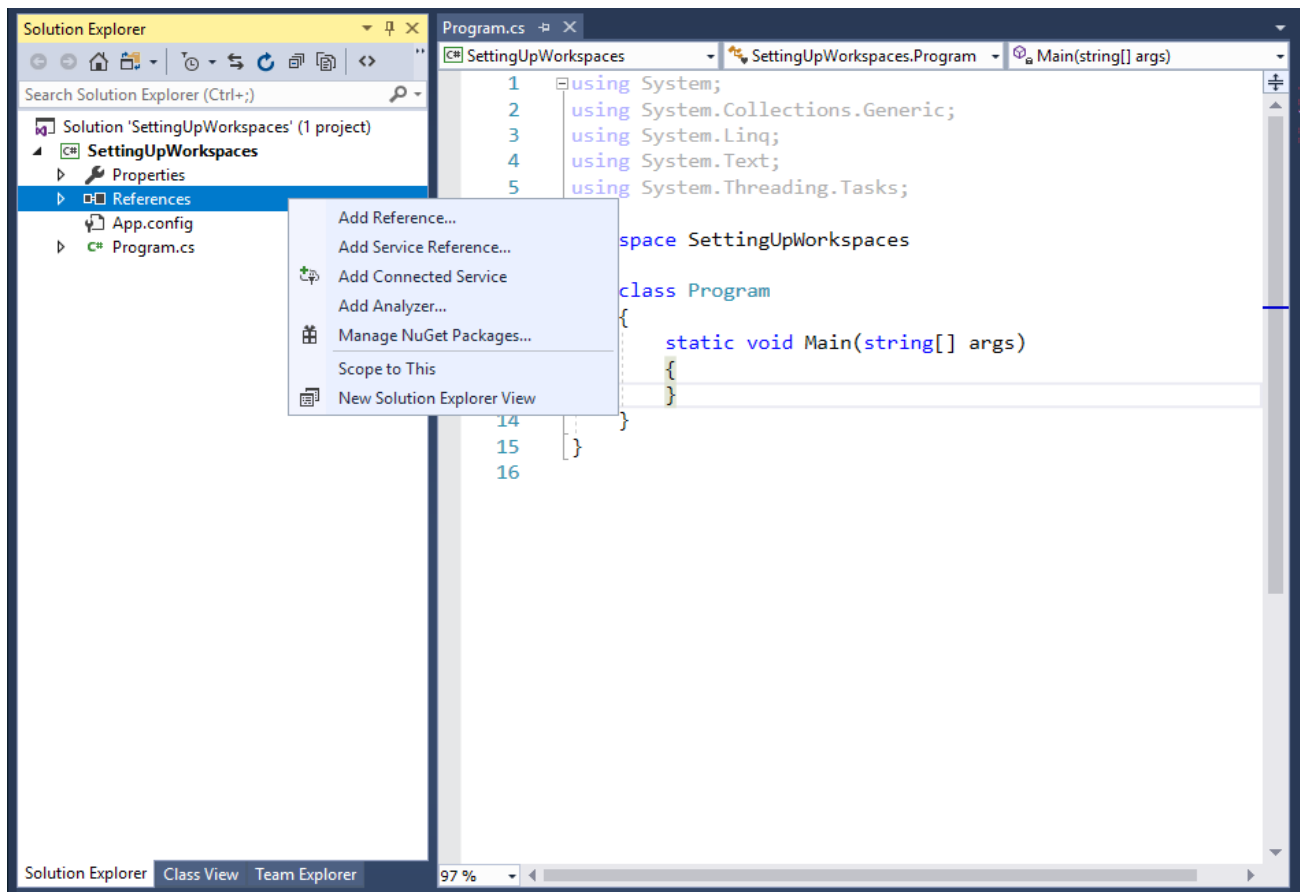 Solution Explorer
Search Solution Explorer (Ctrl+;)
Solution 'SettingUpWorkspaces' (1 project)
C# SettingUpWorkspaces
Properties
References
App.config
C# Program.cs
Add Reference...
Add Service Reference...
Add Connected Service
Add Analyzer...
Manage NuGet Packages...
Scope to This
New Solution Explorer View
Solution Explorer Class View Team Explorer
Program.cs
C# SettingUpWorkspaces SettingUpWorkspaces.Program Main(string[] args)
1 using System;
2 using System.Collections.Generic;
3 using System.Linq;
4 using System.Text;
5 using System.Threading.Tasks;
space SettingUpWorkspaces
class Program
{
static void Main(string[] args)
{
}
14 }
15 }
16
97 %